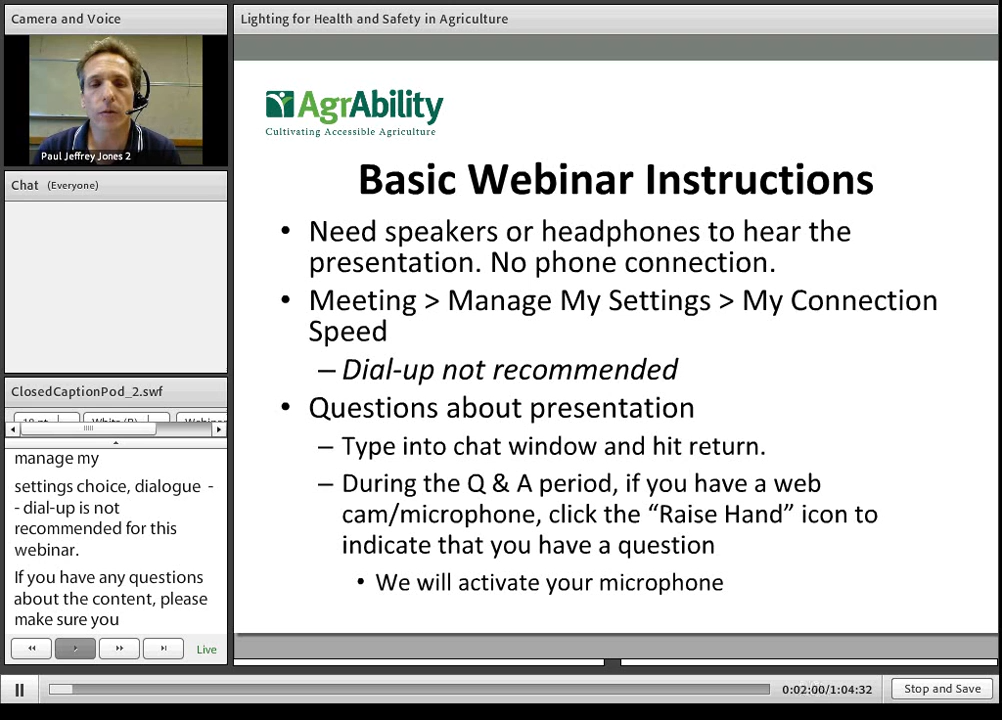 Camera and Voice
Paul Jeffrey Jones 2
Chat (Everyone)
ClosedCaptionPod_2.swf
manage my
settings choice, dialogue -
- dial-up is not
recommended for this
webinar.
If you have any questions
about the content, please
make sure you
Live
Lighting for Health and Safety in Agriculture
AgrAbility
Cultivating Accessible Agriculture
Basic Webinar Instructions
• Need speakers or headphones to hear the
presentation. No phone connection.
• Meeting > Manage My Settings > My Connection
Speed
– Dial-up not recommended
• Questions about presentation
– Type into chat window and hit return.
– During the Q & A period, if you have a web
cam/microphone, click the “Raise Hand” icon to
indicate that you have a question
• We will activate your microphone
0:02:00/1:04:32
Stop and Save